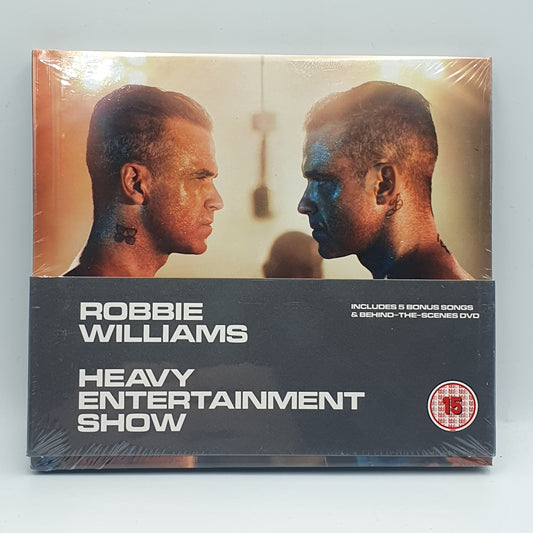 ROBBIE
WILLIAMS
INCLUDES 5 BONUS SONGS
& BEHIND-THE-SCENES DVD
HEAVY
ENTERTAINMENT
SHOW
15